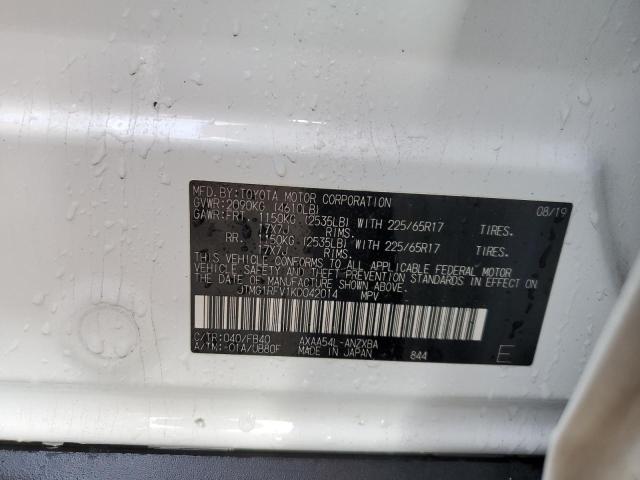 MFD.BY:TOYOTA MOTOR CORPORATION 08/19
GVWR:2090KG (4610LB)
GAWR:FRT. 1150KG (2535LB) WITH 225/65R17 TIRES.
17X7J RIMS.
RR. 1150KG (2535LB) WITH 225/65R17 TIRES.
17X7J RIMS.
THIS VEHICLE CONFORMS TO ALL APPLICABLE FEDERAL MOTOR
VEHICLE SAFETY AND THEFT PREVENTION STANDARDS IN EFFECT ON
THE DATE OF MANUFACTURE SHOWN ABOVE.
MPV
C/TR:040/FB40 AXAA54L-ANZXBA
A/TM:-01A/UB80F MADE IN JAPAN 844 E